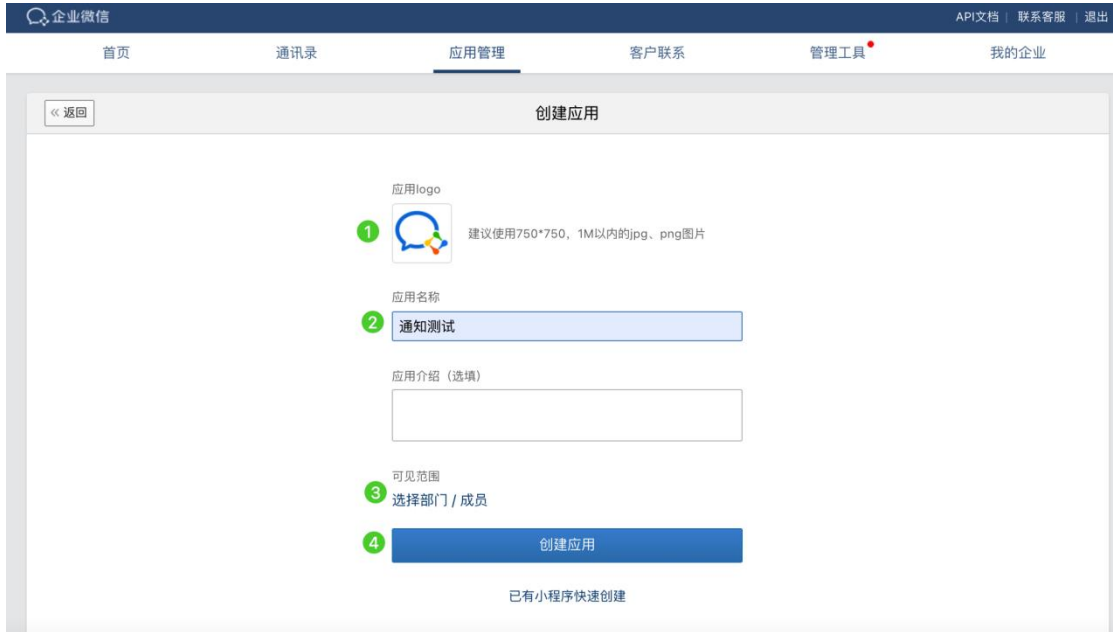 企业微信
API文档 | 联系客服 | 退出
首页 通讯录 应用管理 客户联系 管理工具 我的企业
« 返回 创建应用
应用logo
1 建议使用750*750，1M以内的jpg、png图片
应用名称
2 通知测试
应用介绍（选填）
可见范围
3 选择部门 / 成员
4 创建应用
已有小程序快速创建